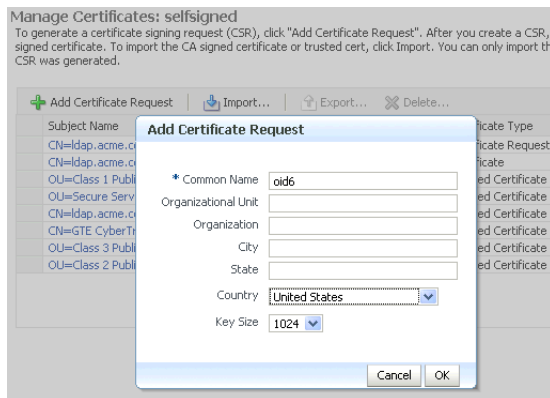 Manage Certificates: selfsigned
To generate a certificate signing request (CSR), click "Add Certificate Request". After you create a CSR,
signed certificate. To import the CA signed certificate or trusted cert, click Import. You can only import th
CSR was generated.
Add Certificate Request Import... Export... Delete...
Subject Name ficate Type
CN=ldap.acme.co ficate Request
CN=ldap.acme.co ficate
OU=Class 1 Publi ed Certificate
OU=Secure Serv ed Certificate
CN=ldap.acme.co ed Certificate
CN=GTE CyberTr ed Certificate
OU=Class 3 Publi ed Certificate
OU=Class 2 Publi ed Certificate
Add Certificate Request
* Common Name oid6
Organizational Unit
Organization
City
State
Country United States
Key Size 1024
Cancel OK